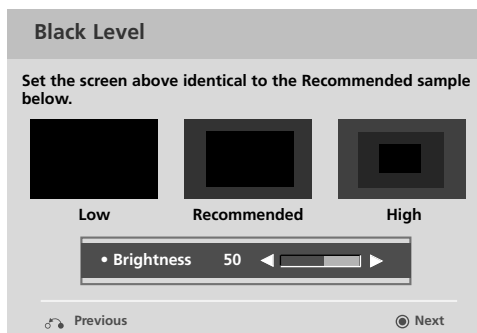 Black Level
Set the screen above identical to the Recommended sample
below.
Low Recommended High
• Brightness 50
Previous Next